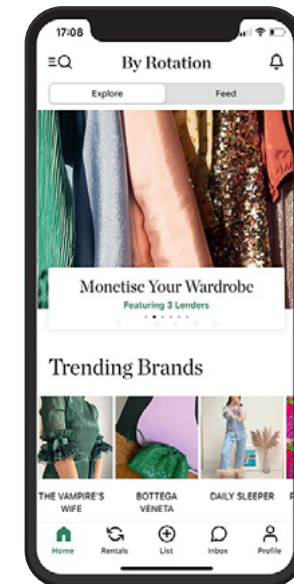 17:08
By Rotation
Explore
Feed
Monetise Your Wardrobe
Featuring 3 Lenders
Trending Brands
THE VAMPIRE'S
WIFE
BOTTEGA
VENETA
DAILY SLEEPER
Home
Rentals
List
Inbox
Profile